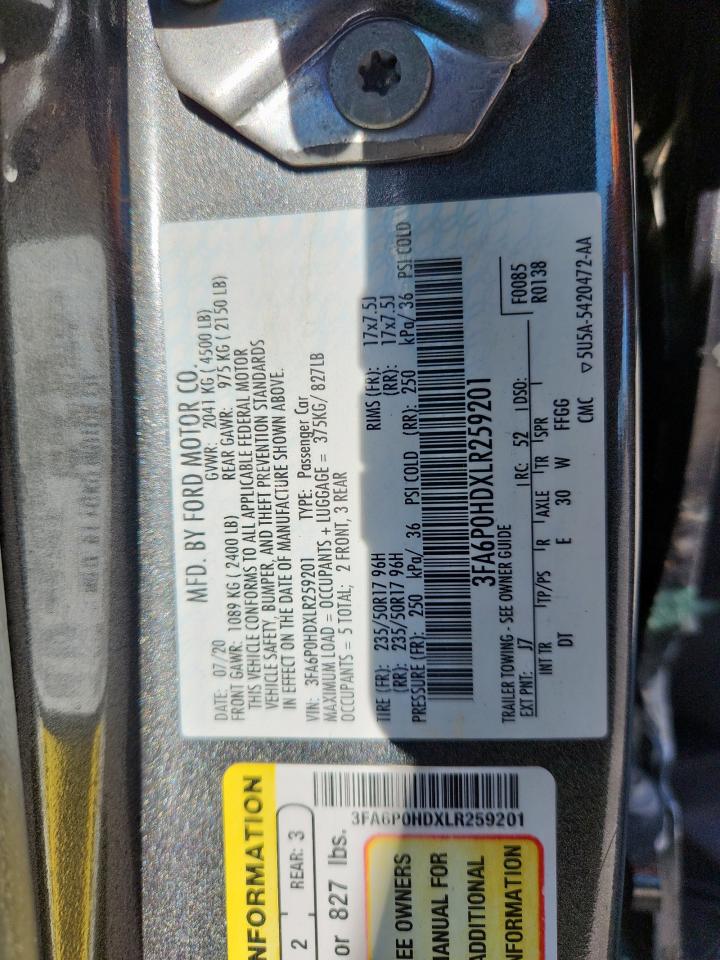 MFD. BY FORD MOTOR CO.
DATE: 07/20 GVWR: 2041 KG ( 4500 LB)
FRONT GAWR: 1089 KG ( 2400 LB) REAR GAWR: 975 KG ( 2150 LB)
THIS VEHICLE CONFORMS TO ALL APPLICABLE FEDERAL MOTOR
VEHICLE SAFETY, BUMPER, AND THEFT PREVENTION STANDARDS
IN EFFECT ON THE DATE OF MANUFACTURE SHOWN ABOVE.
VIN: 3FA6P0HDXLR259201 TYPE: Passenger Car
MAXIMUM LOAD = OCCUPANTS + LUGGAGE = 375KG/ 827LB
OCCUPANTS = 5 TOTAL; 2 FRONT, 3 REAR
TIRE (FR): 235/50R17 96H RIMS (FR): 17x7.5J
(RR): 235/50R17 96H (RR): 17x7.5J
PRESSURE (FR): 250 kPa/ 36 PSI COLD (RR): 250 kPa/ 36 PSI COLD
3FA6P0HDXLR259201
TRAILER TOWING - SEE OWNER GUIDE
F0085
R0138
EXT PNT: J7 RC: 52 DSO:
INT TR TP/PS R AXLE TR SPR
DT E 30 W FFGG
CMC ▽5U5A-5420472-AA
NFORMATION
2 REAR: 3
or 827 lbs.
3FA6P0HDXLR259201
EE OWNERS
MANUAL FOR
ADDITIONAL
NFORMATION